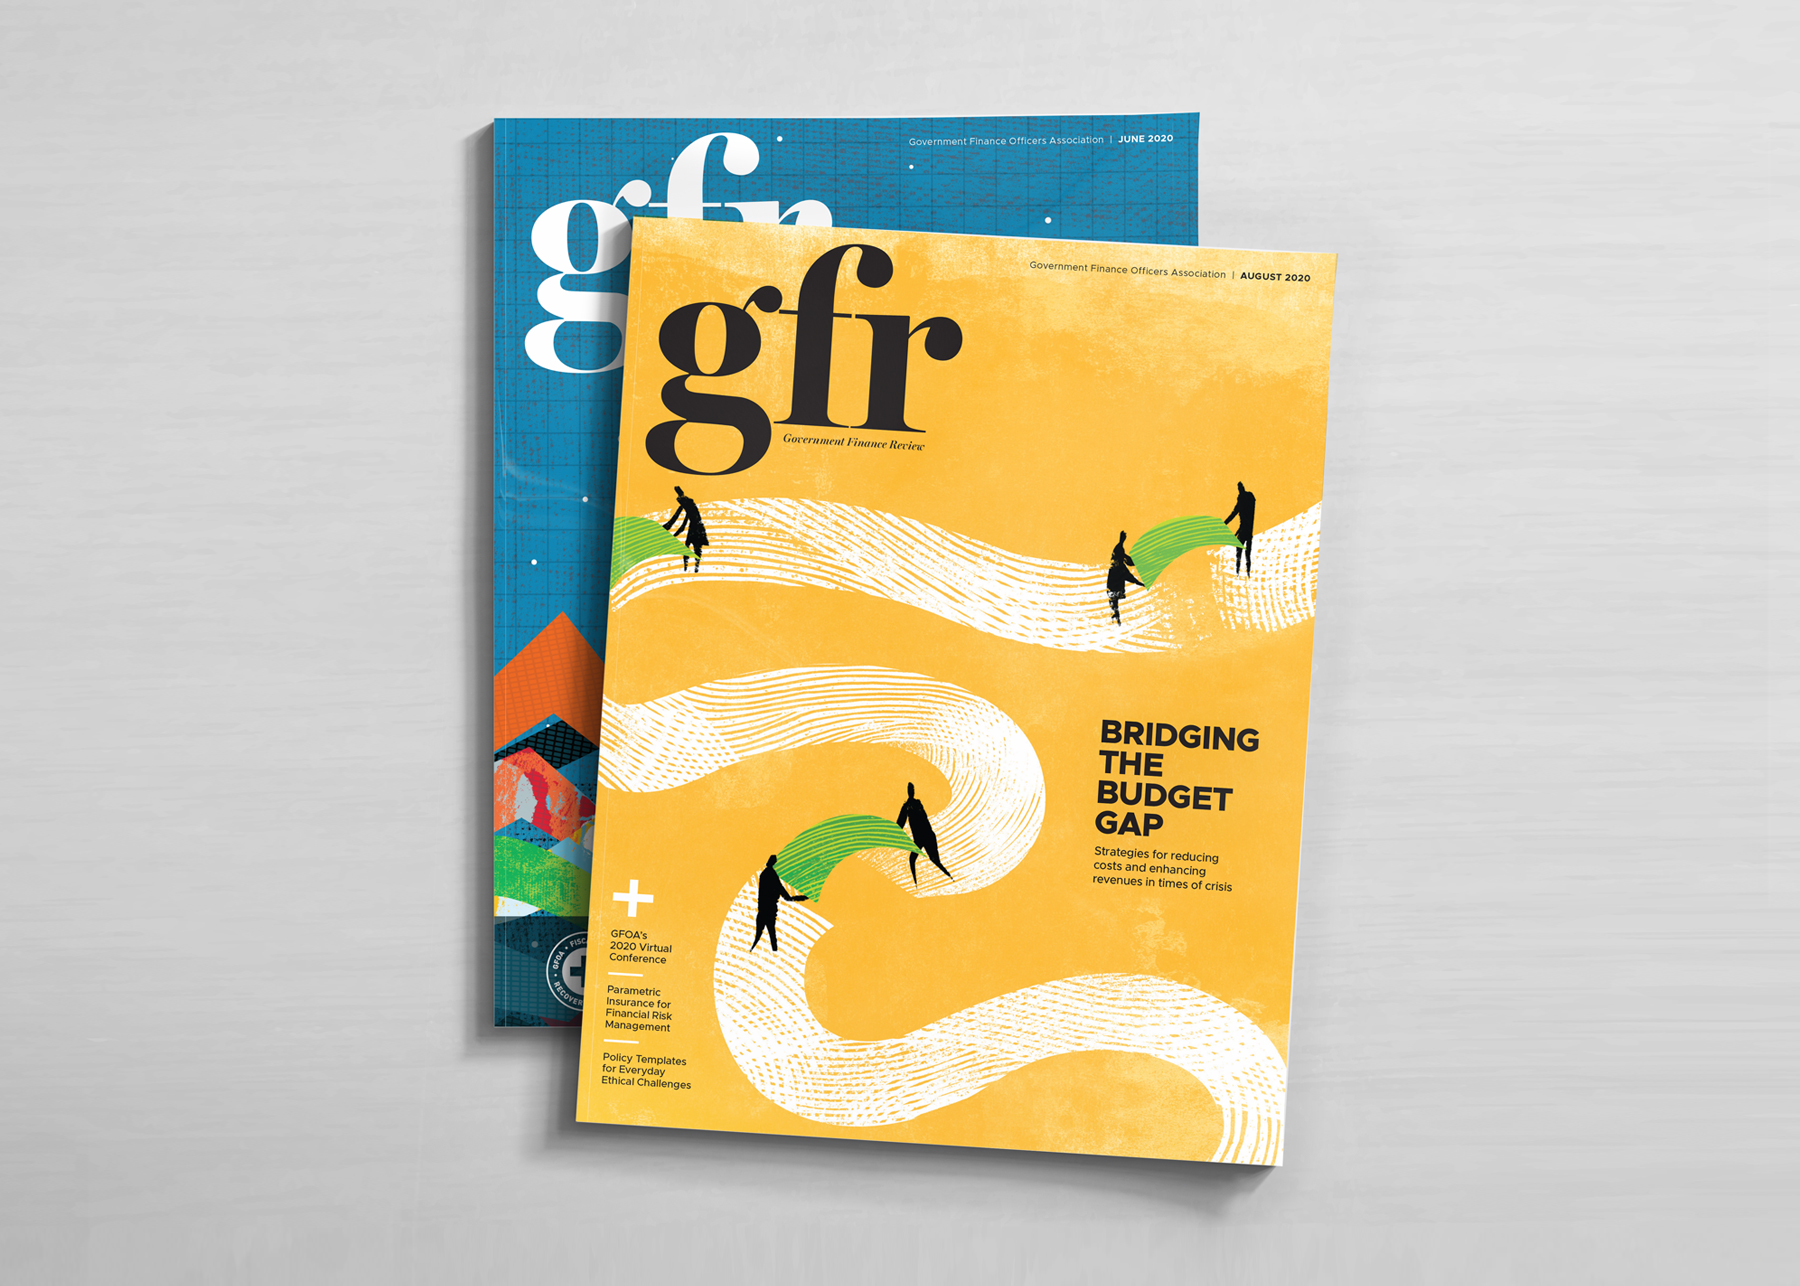 Government Finance Officers Association | JUNE 2020
gfr
Government Finance Officers Association | AUGUST 2020
gfr
Government Finance Review
BRIDGING
THE
BUDGET
GAP
Strategies for reducing
costs and enhancing
revenues in times of crisis
GFOA's
2020 Virtual
Conference
Parametric
Insurance for
Financial Risk
Management
Policy Templates
for Everyday
Ethical Challenges
GFOA